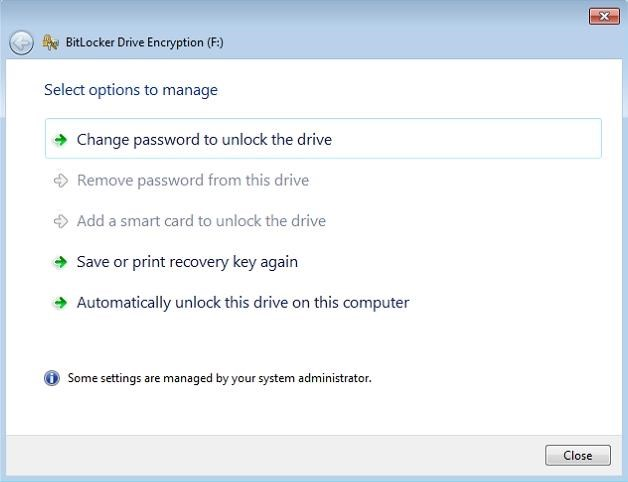 BitLocker Drive Encryption (F:)
Select options to manage
Change password to unlock the drive
Remove password from this drive
Add a smart card to unlock the drive
Save or print recovery key again
Automatically unlock this drive on this computer
Some settings are managed by your system administrator.
Close